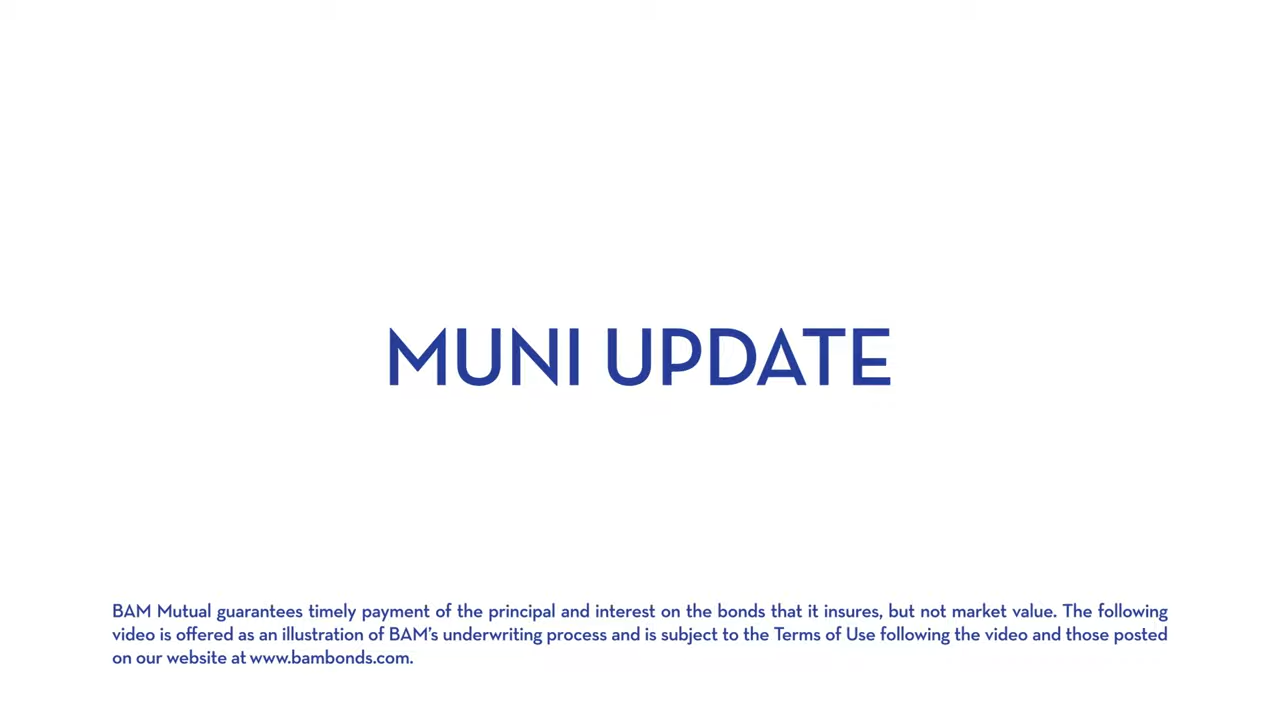 MUNI UPDATE
BAM Mutual guarantees timely payment of the principal and interest on the bonds that it insures, but not market value. The following
video is offered as an illustration of BAM’s underwriting process and is subject to the Terms of Use following the video and those posted
on our website at www.bambonds.com.